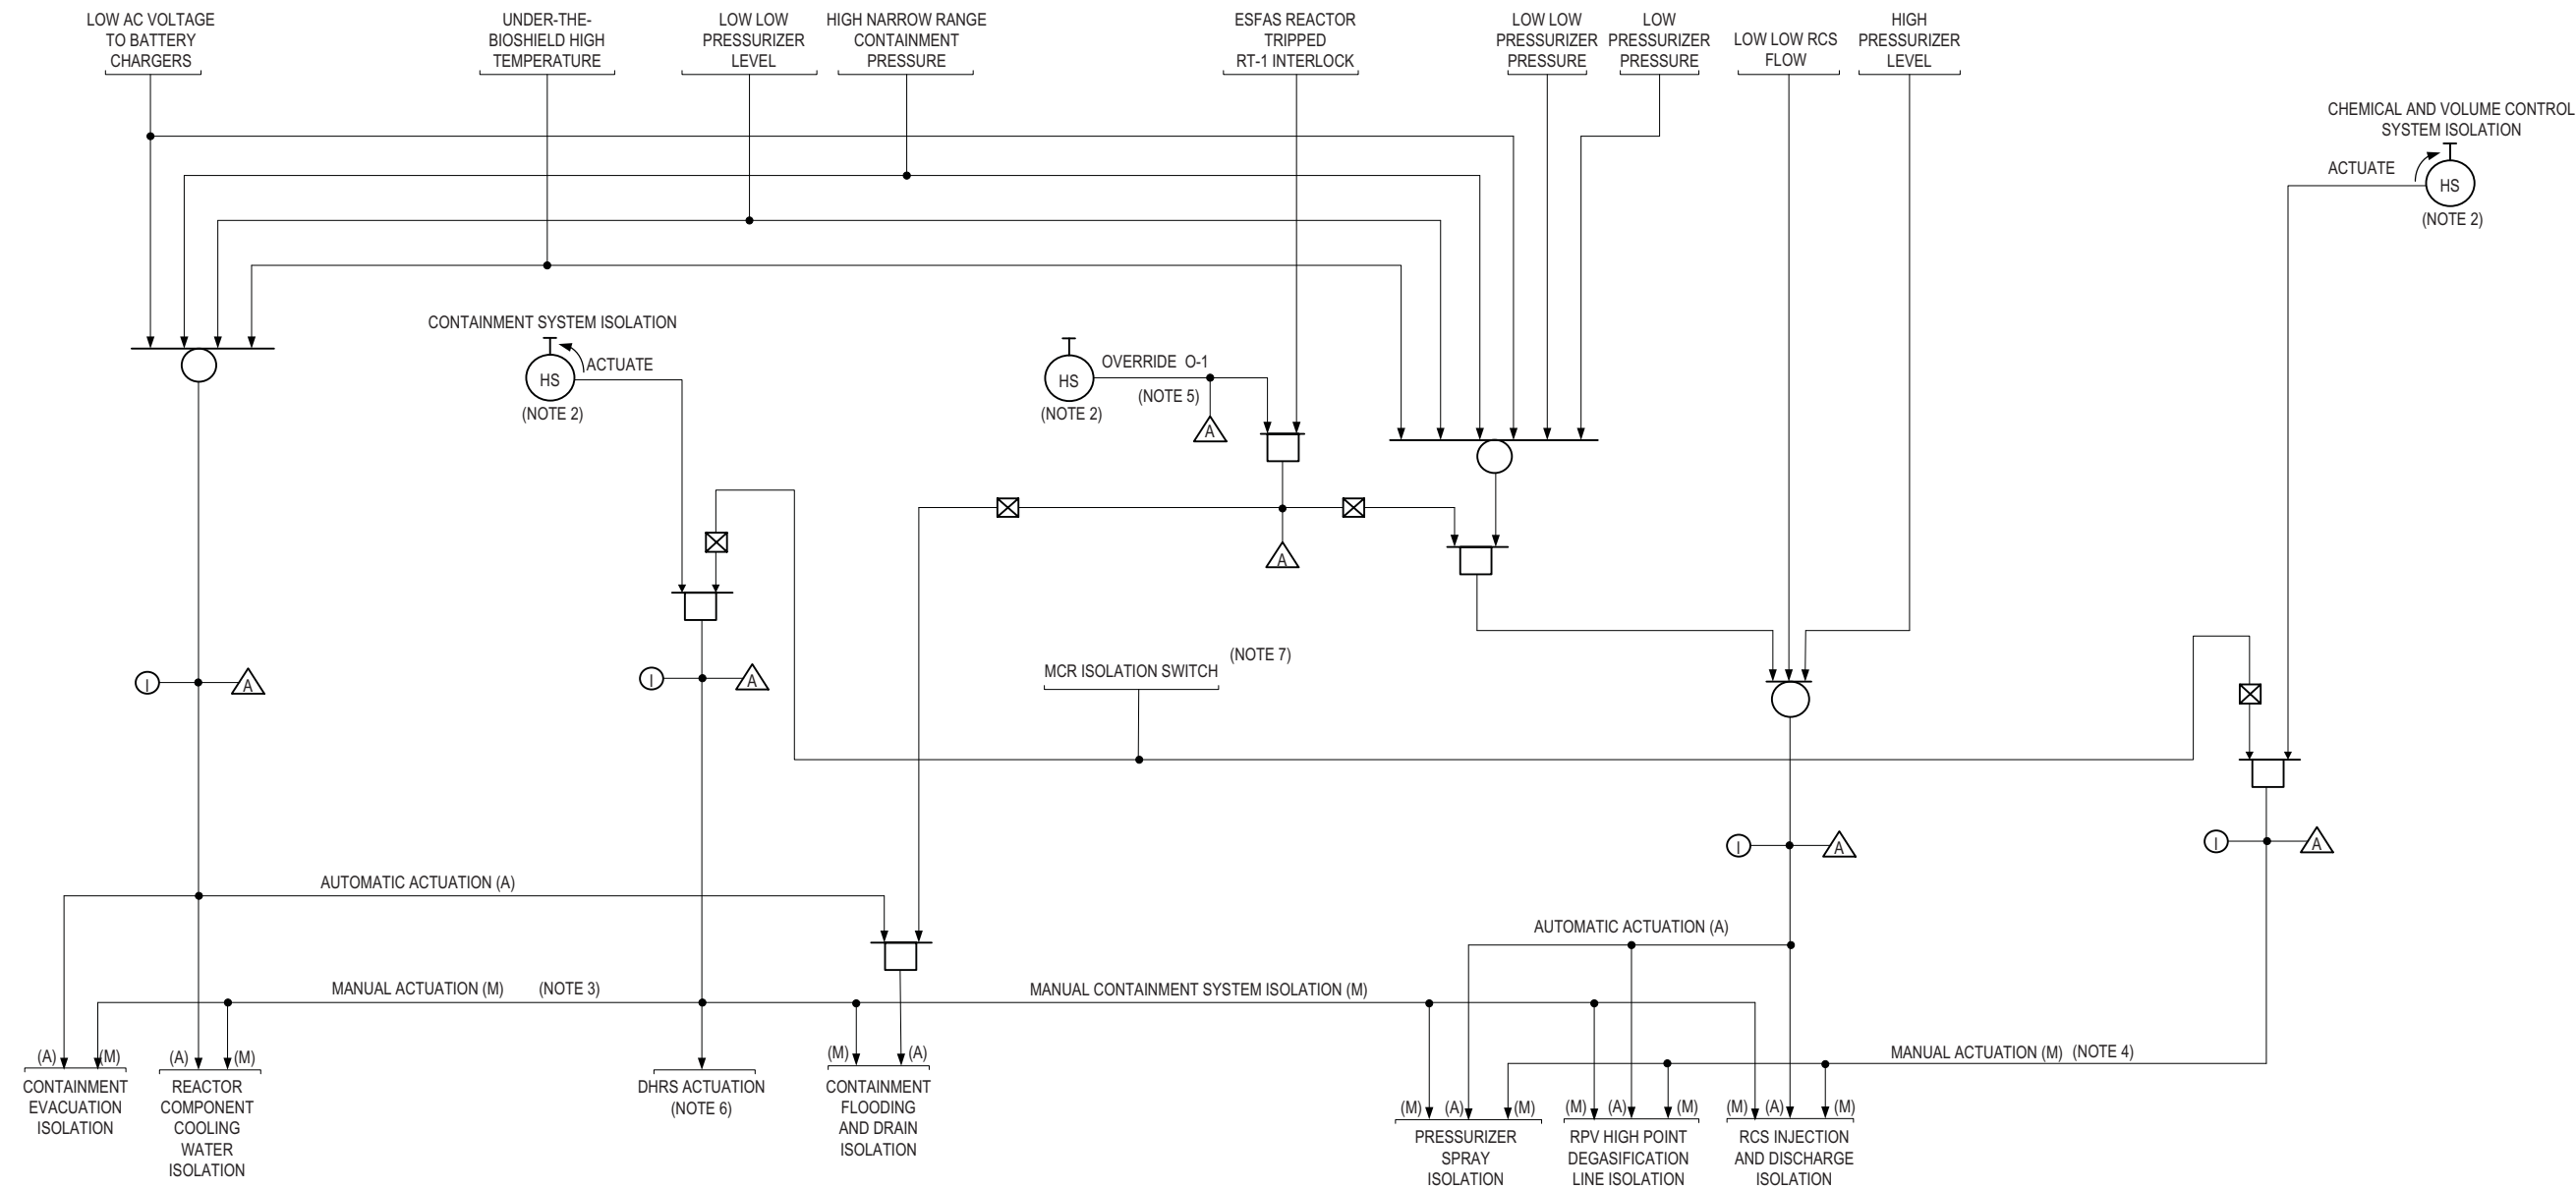 LOW AC VOLTAGE
TO BATTERY
CHARGERS
UNDER-THE-
BIOSHIELD HIGH
TEMPERATURE
LOW LOW
PRESSURIZER
LEVEL
HIGH NARROW RANGE
CONTAINMENT
PRESSURE
ESFAS REACTOR
TRIPPED
RT-1 INTERLOCK
LOW LOW
PRESSURIZER
PRESSURE
LOW
PRESSURIZER
PRESSURE
LOW LOW RCS
FLOW
HIGH
PRESSURIZER
LEVEL
CHEMICAL AND VOLUME CONTROL
SYSTEM ISOLATION
ACTUATE
HS
(NOTE 2)
CONTAINMENT SYSTEM ISOLATION
ACTUATE
HS
(NOTE 2)
OVERRIDE O-1
HS
(NOTE 5)
(NOTE 2)
A
A
MCR ISOLATION SWITCH
(NOTE 7)
I
A
I
A
I
A
I
A
AUTOMATIC ACTUATION (A)
AUTOMATIC ACTUATION (A)
MANUAL ACTUATION (M)
(NOTE 3)
MANUAL CONTAINMENT SYSTEM ISOLATION (M)
MANUAL ACTUATION (M)
(NOTE 4)
(A)
(M)
CONTAINMENT
EVACUATION
ISOLATION
(A)
(M)
REACTOR
COMPONENT
COOLING
WATER
ISOLATION
DHRS ACTUATION
(NOTE 6)
(M)
(A)
CONTAINMENT
FLOODING
AND DRAIN
ISOLATION
(M)
(A)
(M)
PRESSURIZER
SPRAY
ISOLATION
(M)
(A)
(M)
RPV HIGH POINT
DEGASIFICATION
LINE ISOLATION
(M)
(A)
(M)
RCS INJECTION
AND DISCHARGE
ISOLATION